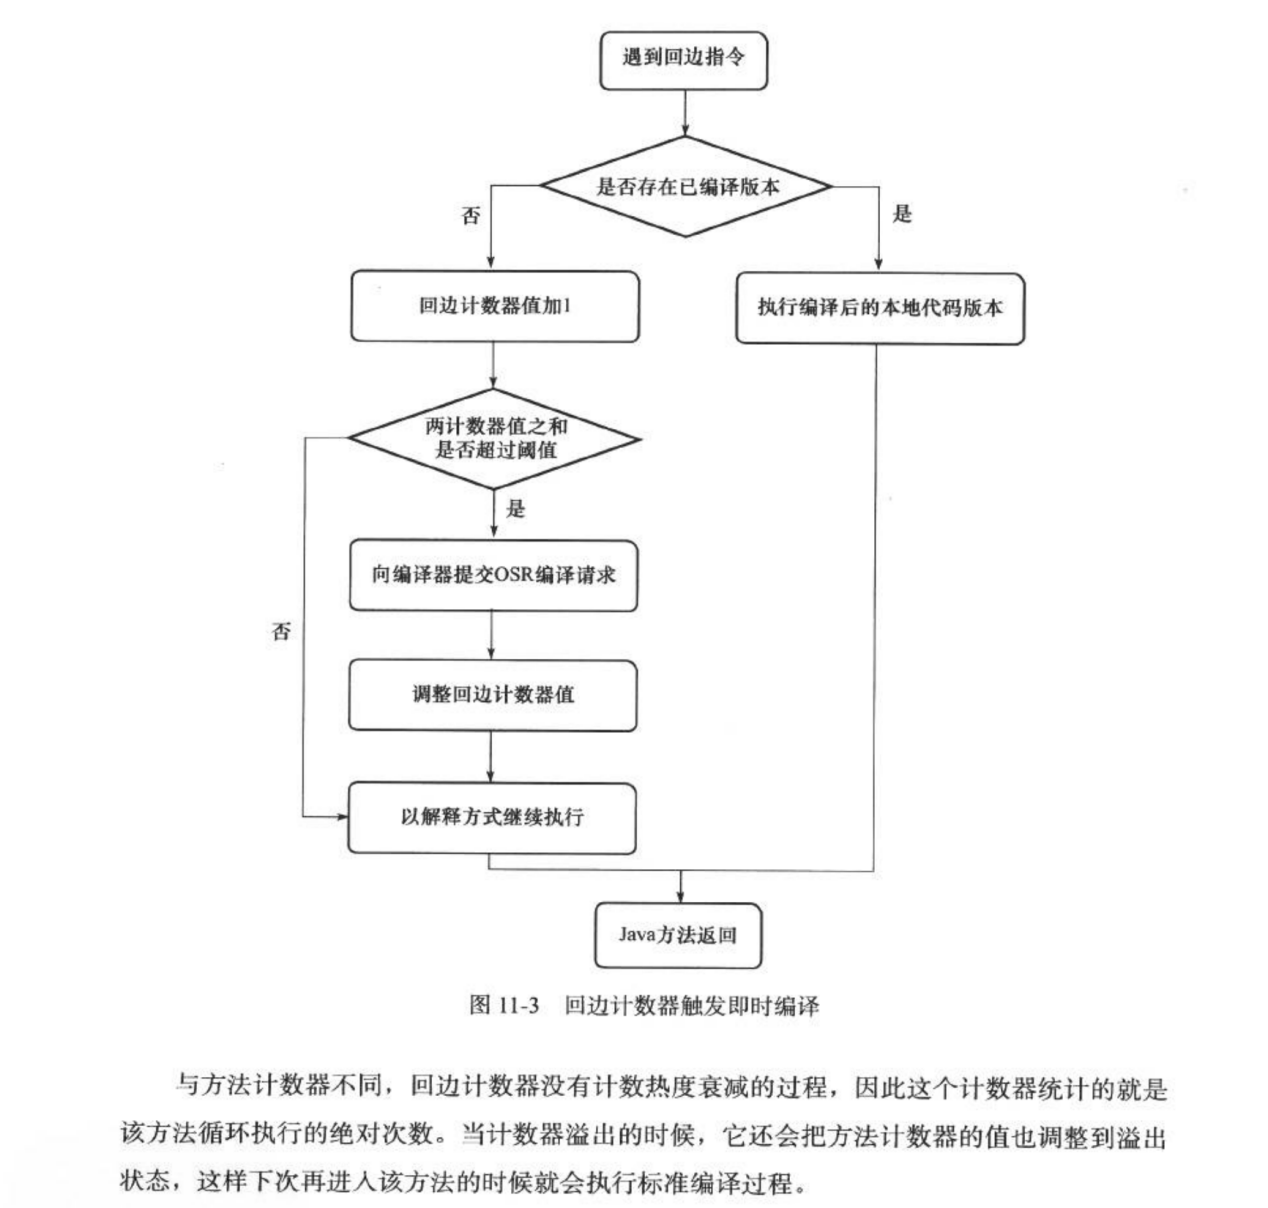 遇到回边指令
是否存在已编译版本
否
是
回边计数器值加1
执行编译后的本地代码版本
两计数器值之和
是否超过阈值
是
向编译器提交OSR编译请求
否
调整回边计数器值
以解释方式继续执行
Java方法返回
图 11-3 回边计数器触发即时编译
与方法计数器不同，回边计数器没有计数热度衰减的过程，因此这个计数器统计的就是
该方法循环执行的绝对次数。当计数器溢出的时候，它还会把方法计数器的值也调整到溢出
状态，这样下次再进入该方法的时候就会执行标准编译过程。